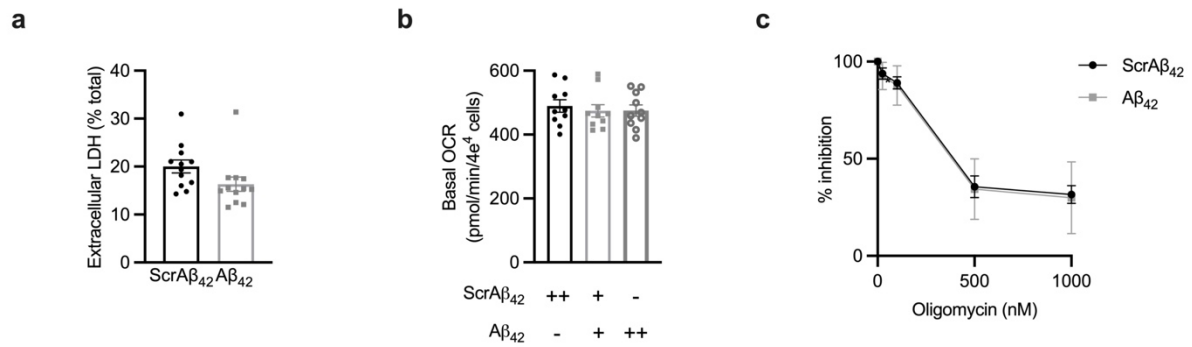 a
Extracellular LDH (% total)
40
30
20
10
0
ScrAβ₄₂ Aβ₄₂
b
Basal OCR
(pmol/min/4e⁴ cells)
600
400
200
0
ScrAβ₄₂ ++ + -
Aβ₄₂ - + ++
c
% inhibition
100
50
0
*
0 500 1000
Oligomycin (nM)
ScrAβ₄₂
Aβ₄₂